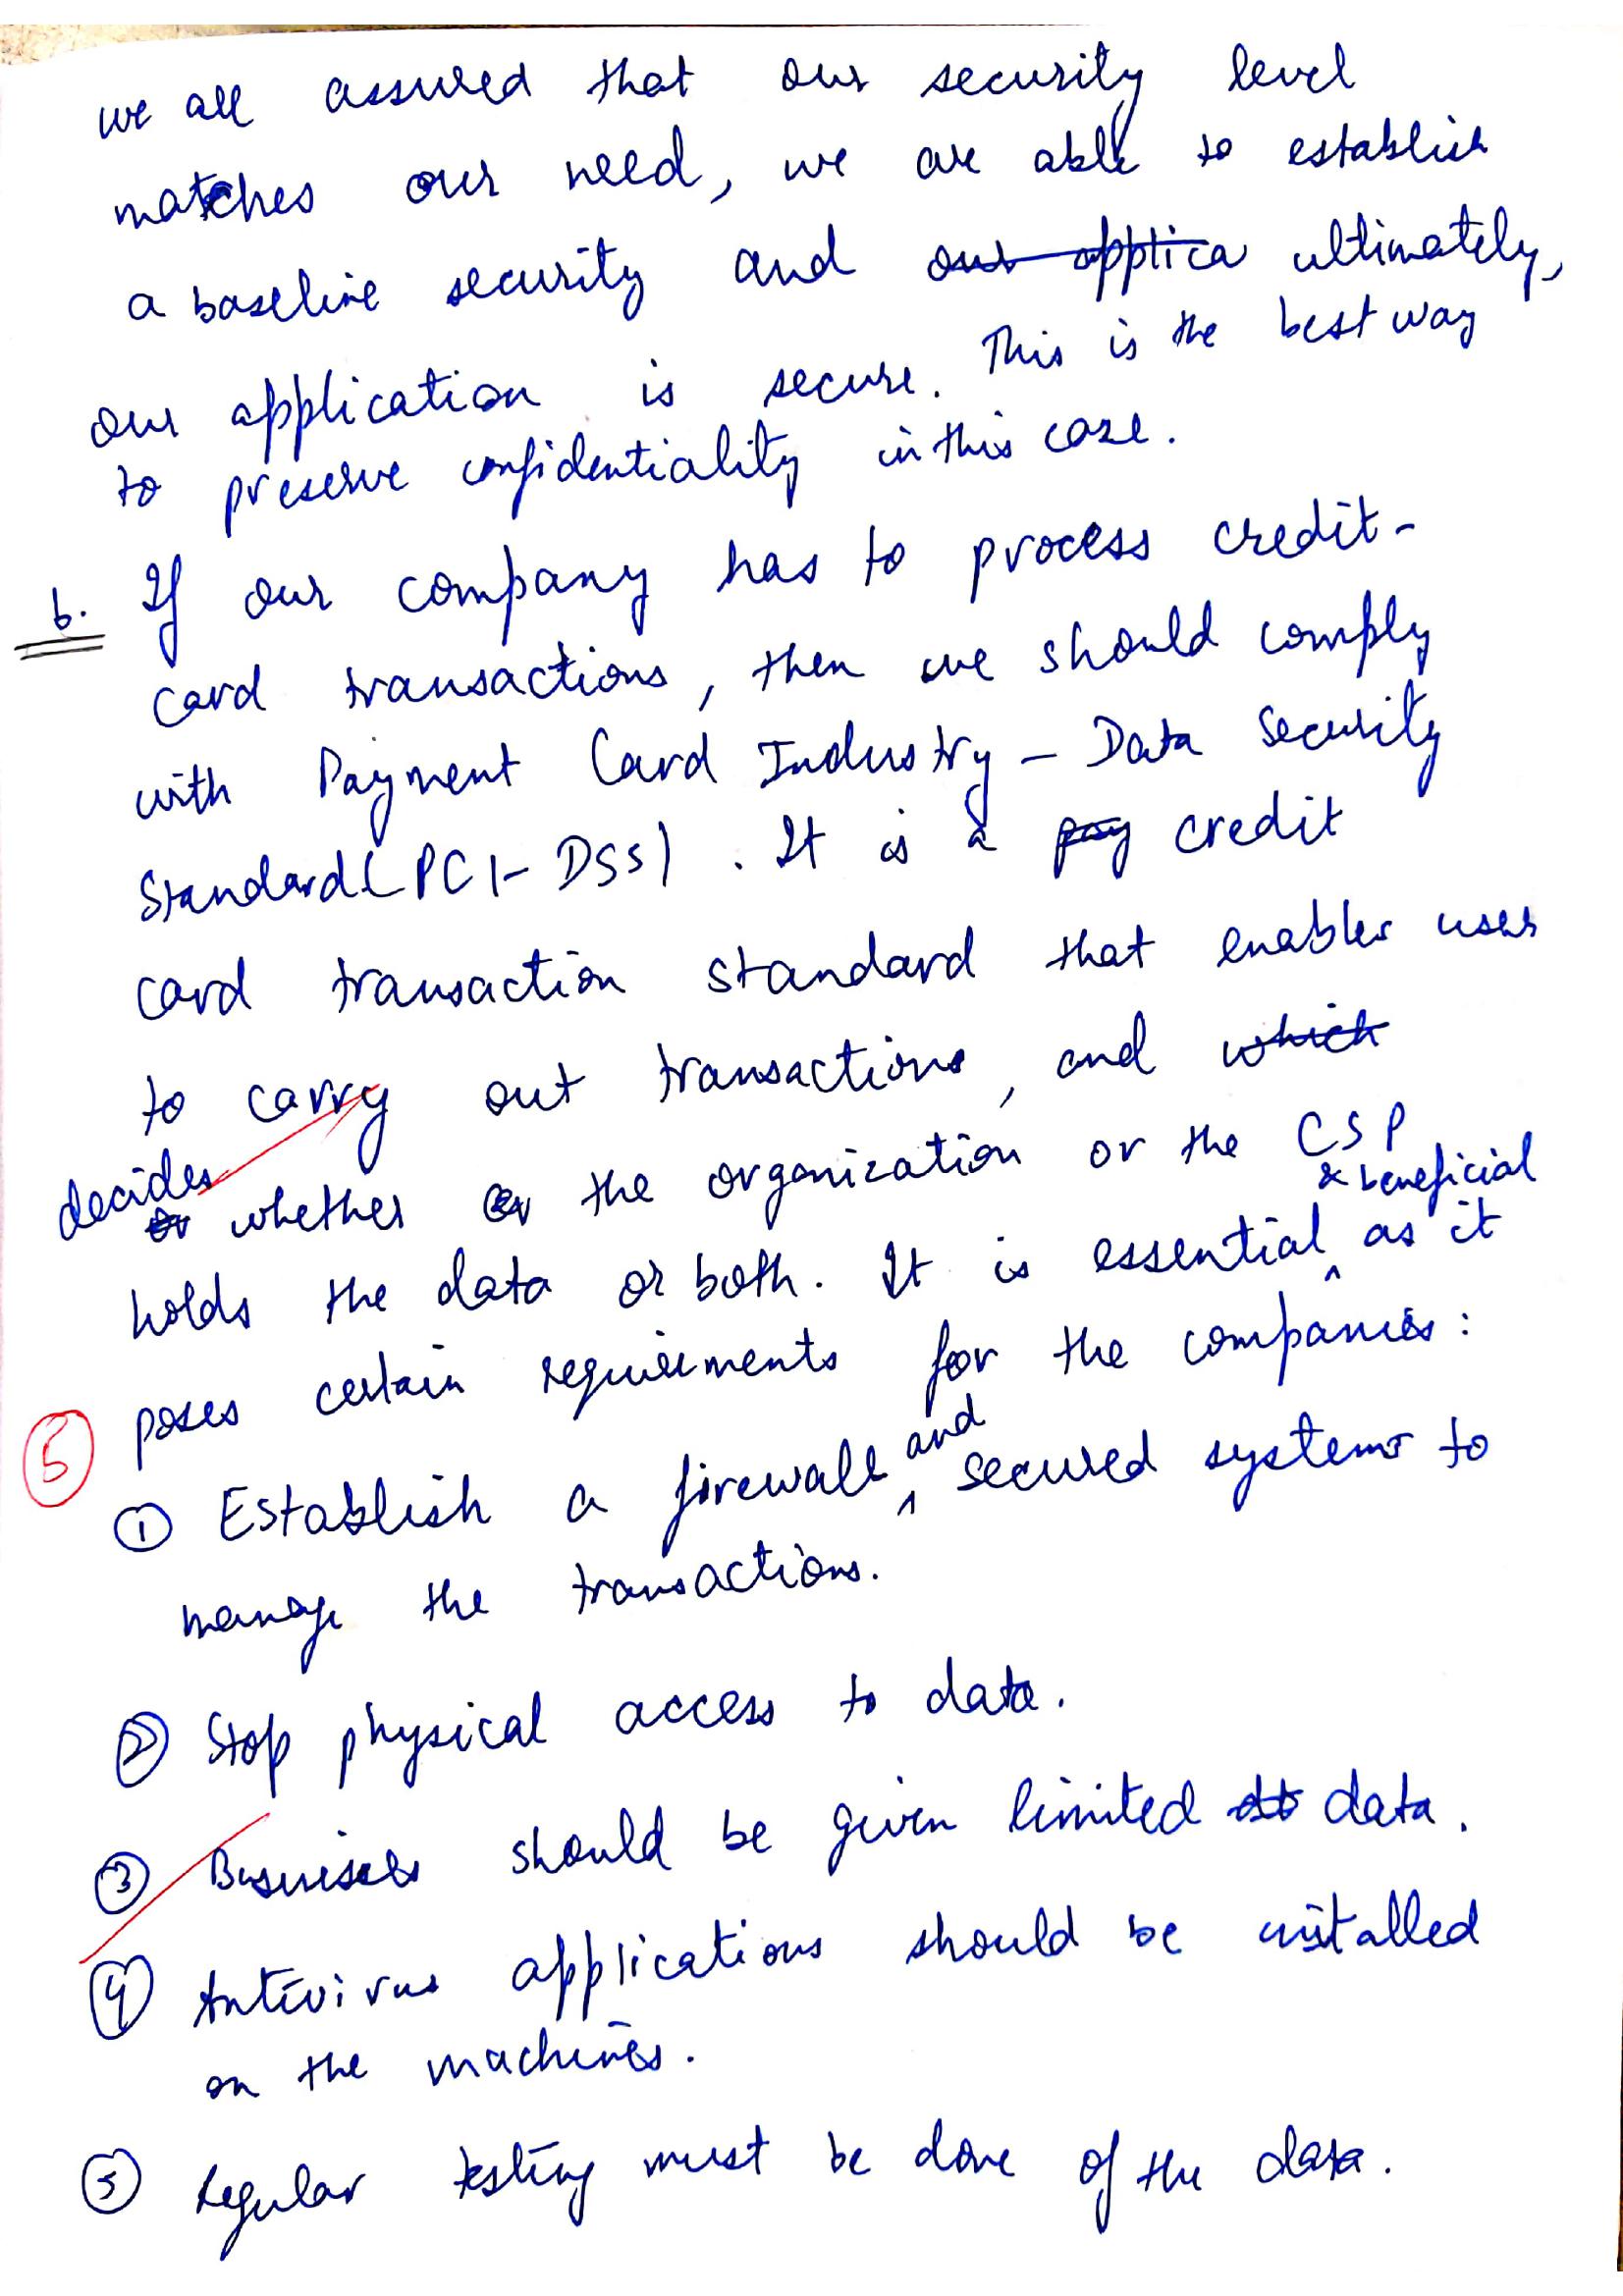 we all assured that our security level
matches our need, we are able to establish
a baseline security and our applica ultimately,
our application is secure. This is the best way
to preserve confidentiality in this case.
b. If our company has to process credit-
card transactions, then we should comply
with Payment Card Industry - Data Security
Standard (PCI-DSS). It is a pay credit
card transaction standard that enables user
to carry out transactions, and which
decides or whether or the organization or the CSP
& beneficial
holds the data or both. It is essential ^ as it
poses certain requirements for the companies:
5
① Establish a firewall ^ and secured systems to
manage the transactions.
② Stop physical access to data.
③ Businesses should be given limited data.
④ Antivirus applications should be installed
on the machines.
⑤ Regular testing must be done of the data.